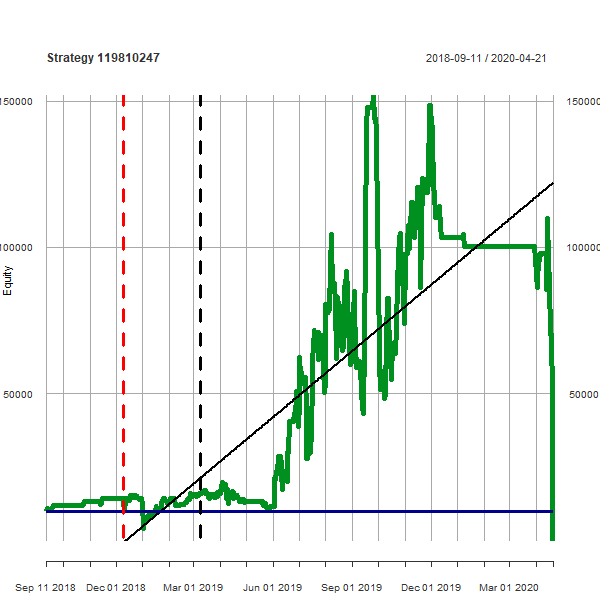 Strategy 119810247
2018-09-11 / 2020-04-21
150000 150000
100000 100000
50000 50000
Equity
Sep 11 2018 Dec 01 2018 Mar 01 2019 Jun 01 2019 Sep 01 2019 Dec 01 2019 Mar 01 2020